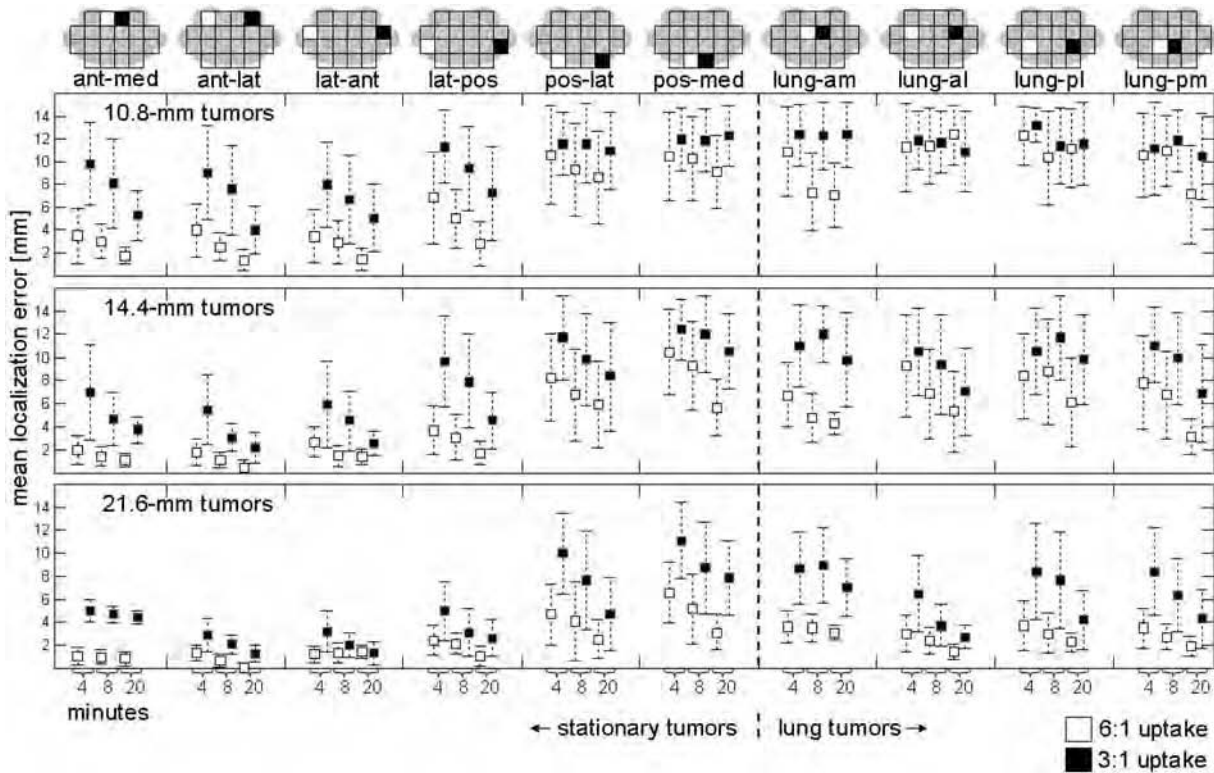 ant-med ant-lat lat-ant lat-pos pos-lat pos-med lung-am lung-al lung-pl lung-pm
mean localization error [mm]
10.8-mm tumors
14
12
10
8
6
4
2
14.4-mm tumors
14
12
10
8
6
4
2
21.6-mm tumors
14
12
10
8
6
4
2
4 8 20 4 8 20 4 8 20 4 8 20 4 8 20 4 8 20 4 8 20 4 8 20 4 8 20 4 8 20
minutes
← stationary tumors lung tumors →
6:1 uptake
3:1 uptake